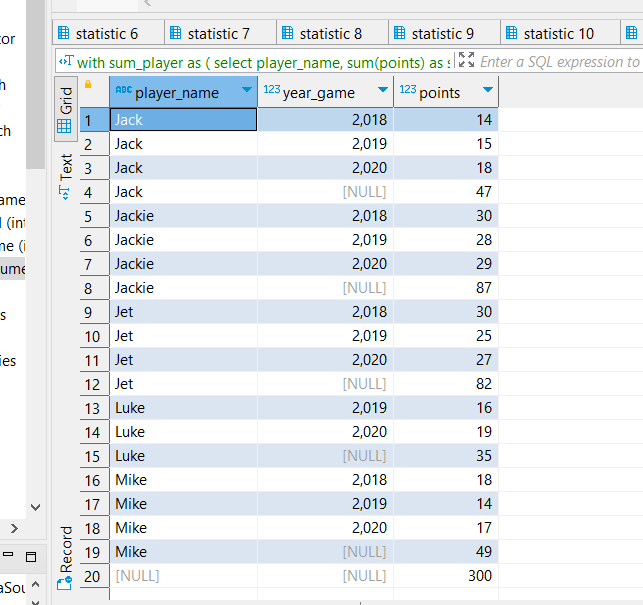 tor
statistic 6 statistic 7 statistic 8 statistic 9 statistic 10
with sum_player as ( select player_name, sum(points) as s Enter a SQL expression to
h
Grid ABC player_name 123 year_game 123 points
1 Jack 2,018 14
ch
2 Jack 2,019 15
Text
3 Jack 2,020 18
ame
4 Jack [NULL] 47
l (int
5 Jackie 2,018 30
me (i
6 Jackie 2,019 28
ume
7 Jackie 2,020 29
8 Jackie [NULL] 87
s
9 Jet 2,018 30
10 Jet 2,019 25
ies
11 Jet 2,020 27
12 Jet [NULL] 82
13 Luke 2,019 16
14 Luke 2,020 19
15 Luke [NULL] 35
16 Mike 2,018 18
17 Mike 2,019 14
Record
18 Mike 2,020 17
19 Mike [NULL] 49
20 [NULL] [NULL] 300
aSou